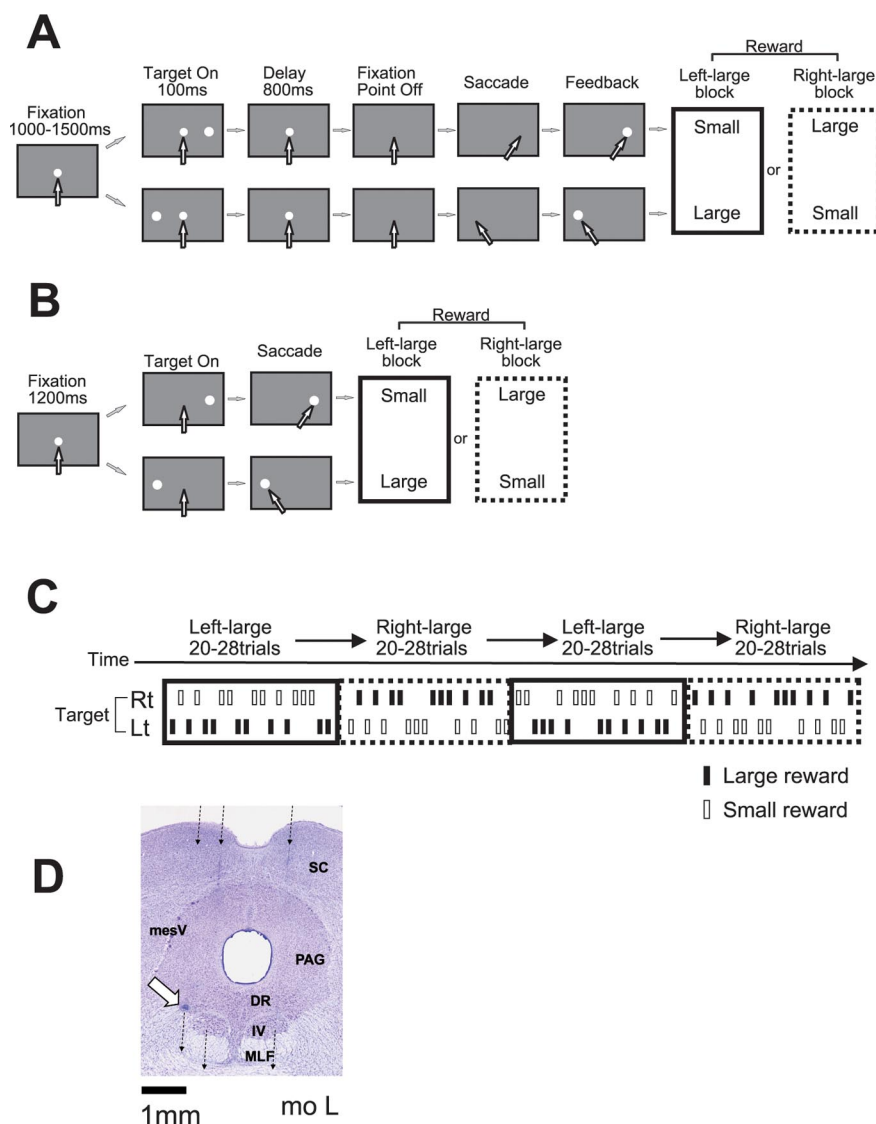 A
Reward
Target On
100ms
Delay
800ms
Fixation
Point Off
Saccade
Feedback
Left-large
block
Right-large
block
Fixation
1000-1500ms
Small
Large
or
Large
Small
B
Reward
Left-large
block
Right-large
block
Target On
Saccade
Fixation
1200ms
Small
Large
or
Large
Small
C
Left-large
20-28trials
Right-large
20-28trials
Left-large
20-28trials
Right-large
20-28trials
Time
Target
Rt
Lt
Large reward
Small reward
D
SC
mesV
PAG
DR
IV
MLF
1mm
mo L